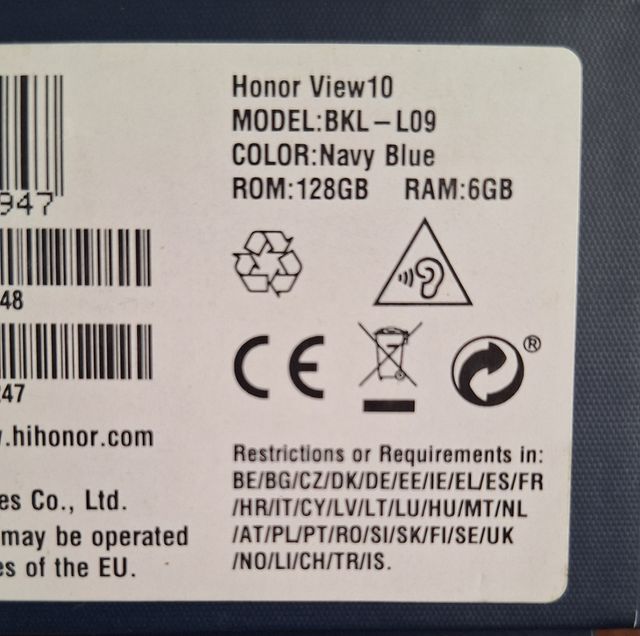 Honor View10
MODEL:BKL-L09
COLOR:Navy Blue
ROM:128GB RAM:6GB
947
48
247
.hihonor.com
CE
®
Restrictions or Requirements in:
BE/BG/CZ/DK/DE/EE/IE/EL/ES/FR
/HR/IT/CY/LV/LT/LU/HU/MT/NL
/AT/PL/PT/RO/SI/SK/FI/SE/UK
/NO/LI/CH/TR/IS.
es Co., Ltd.
may be operated
es of the EU.